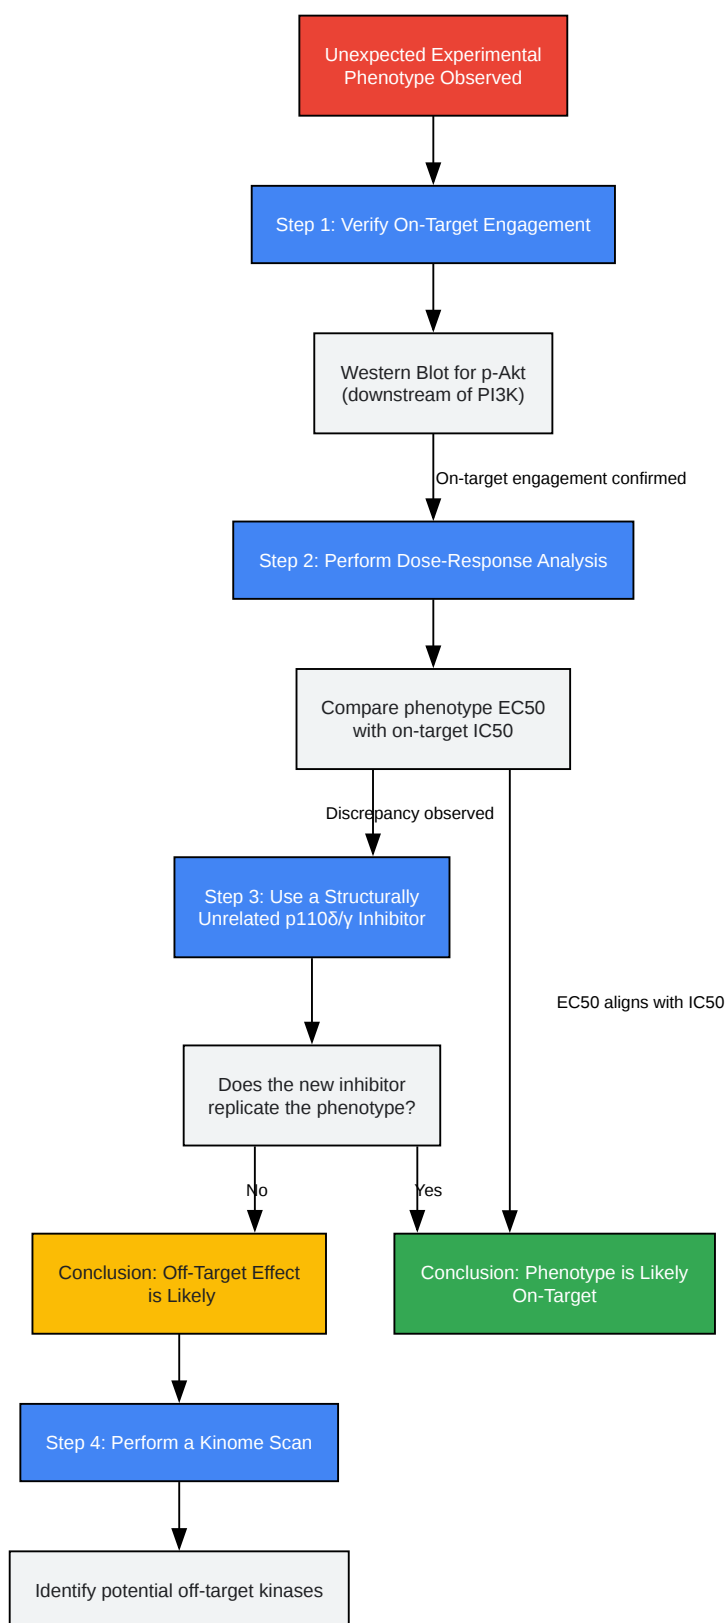 Unexpected Experimental
Phenotype Observed
Step 1: Verify On-Target Engagement
Western Blot for p-Akt
(downstream of PI3K)
On-target engagement confirmed
Step 2: Perform Dose-Response Analysis
Compare phenotype EC50
with on-target IC50
Discrepancy observed
Step 3: Use a Structurally
Unrelated p110δ/γ Inhibitor
EC50 aligns with IC50
Does the new inhibitor
replicate the phenotype?
No
Yes
Conclusion: Off-Target Effect
is Likely
Conclusion: Phenotype is Likely
On-Target
Step 4: Perform a Kinome Scan
Identify potential off-target kinases